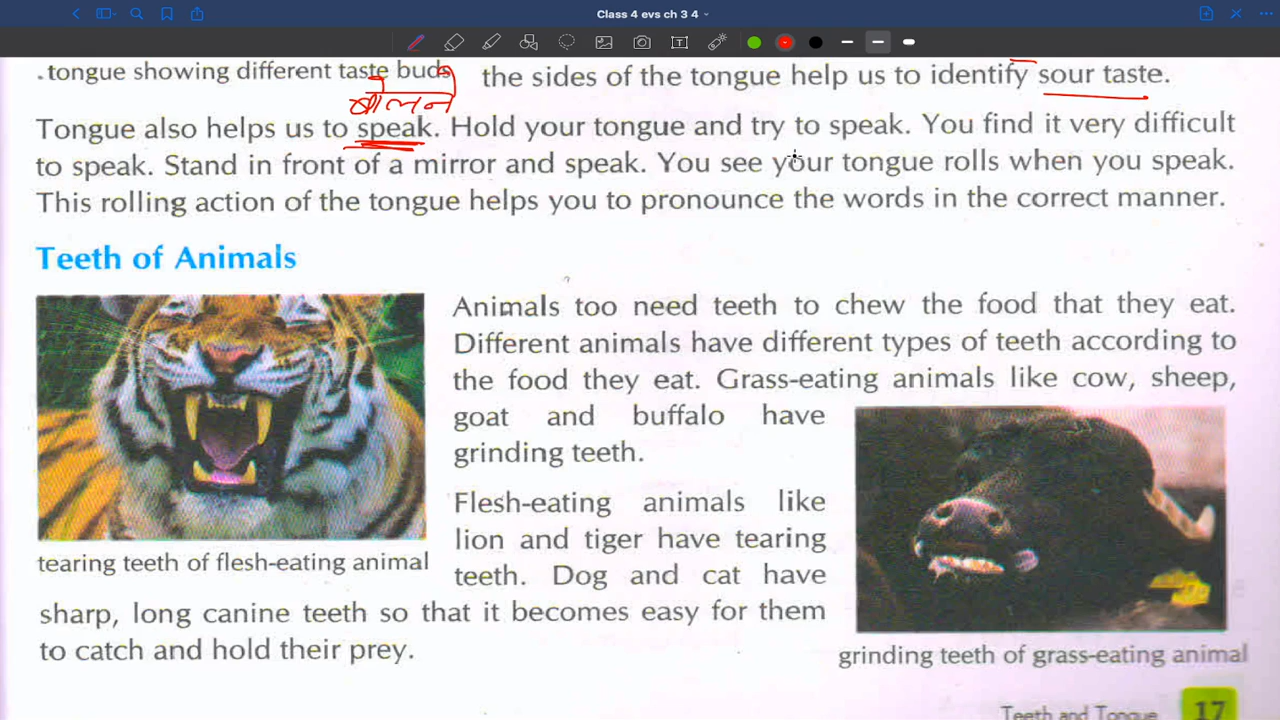 Class 4 evs ch 3 4
.tongue showing different taste buds
the sides of the tongue help us to identify sour taste.
बोलने
Tongue also helps us to speak. Hold your tongue and try to speak. You find it very difficult
to speak. Stand in front of a mirror and speak. You see your tongue rolls when you speak.
This rolling action of the tongue helps you to pronounce the words in the correct manner.
Teeth of Animals
Animals too need teeth to chew the food that they eat.
Different animals have different types of teeth according to
the food they eat. Grass-eating animals like cow, sheep,
goat and buffalo have
grinding teeth.
Flesh-eating animals like
lion and tiger have tearing
teeth. Dog and cat have
tearing teeth of flesh-eating animal
sharp, long canine teeth so that it becomes easy for them
to catch and hold their prey.
grinding teeth of grass-eating animal
Teeth and Tongue 17